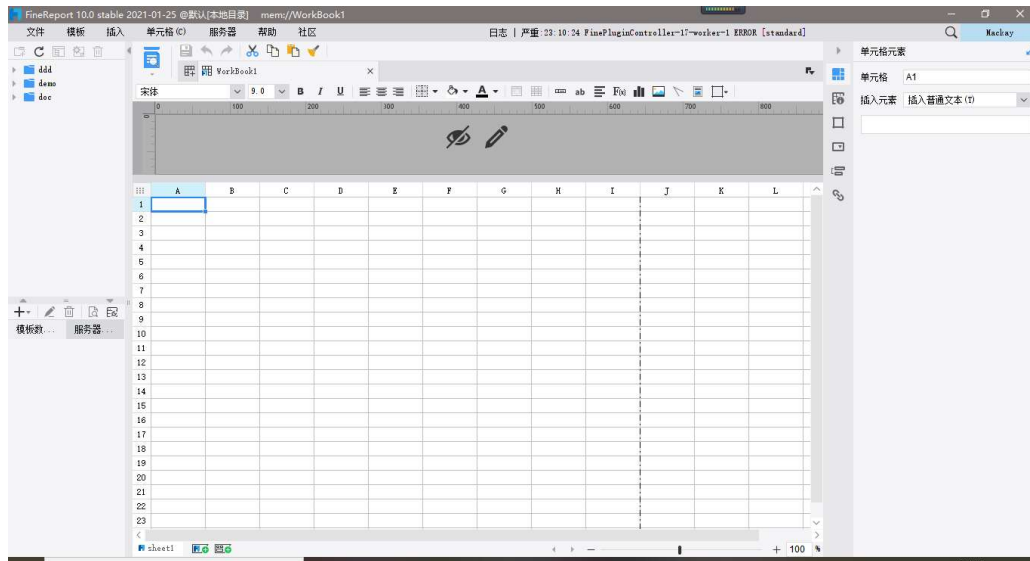 FineReport 10.0 stable 2021-01-25 @默认[本地目录] mem://WorkBook1
文件 模板 插入 单元格(C) 服务器 帮助 社区 日志 | 严重:23:10:24 FinePluginController-17-worker-1 ERROR [standard] Mackay
ddd
demo
doc
WorkBook1
宋体 9.0 B I U A ab F(x)
0 100 200 300 400 500 600 700 800
0
A B C D E F G H I J K L
1
2
3
4
5
6
7
8
9
10
11
12
13
14
15
16
17
18
19
20
21
22
23
sheet1
100 %
模板数... 服务器...
单元格元素
单元格 A1
插入元素 插入普通文本(T)